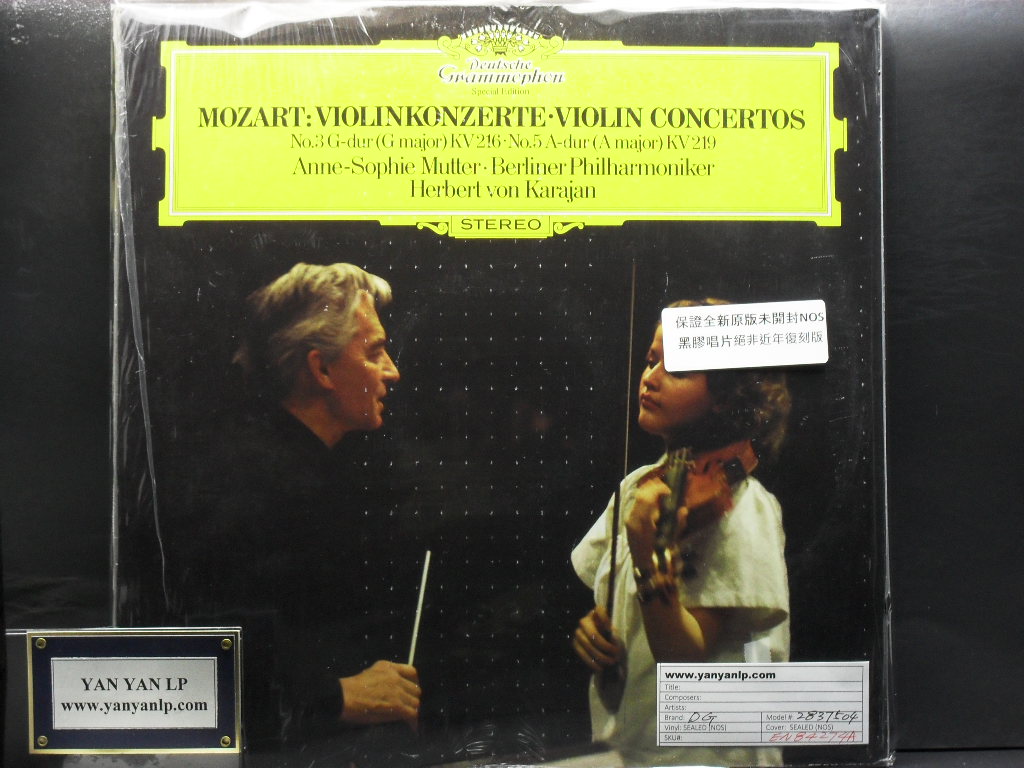 Deutsche
Grammophon
Special Edition
MOZART: VIOLINKONZERTE · VIOLIN CONCERTOS
No.3 G-dur (G major) KV 216 · No.5 A-dur (A major) KV 219
Anne-Sophie Mutter · Berliner Philharmoniker
Herbert von Karajan
STEREO
保證全新原版未開封NOS
黑膠唱片絕非近年復刻版
YAN YAN LP
www.yanyanlp.com
www.yanyanlp.com
Title:
Composers:
Artists:
Brand: DG Model #: 2837504
Vinyl: SEALED (NOS) Cover: SEALED (NOS)
SKU#: ENB4274A